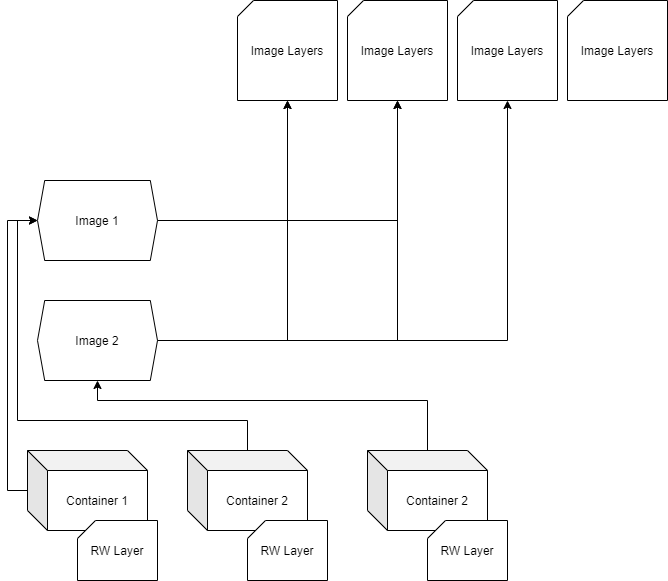 Image Layers
Image Layers
Image Layers
Image Layers
Image 1
Image 2
Container 1
Container 2
Container 2
RW Layer
RW Layer
RW Layer